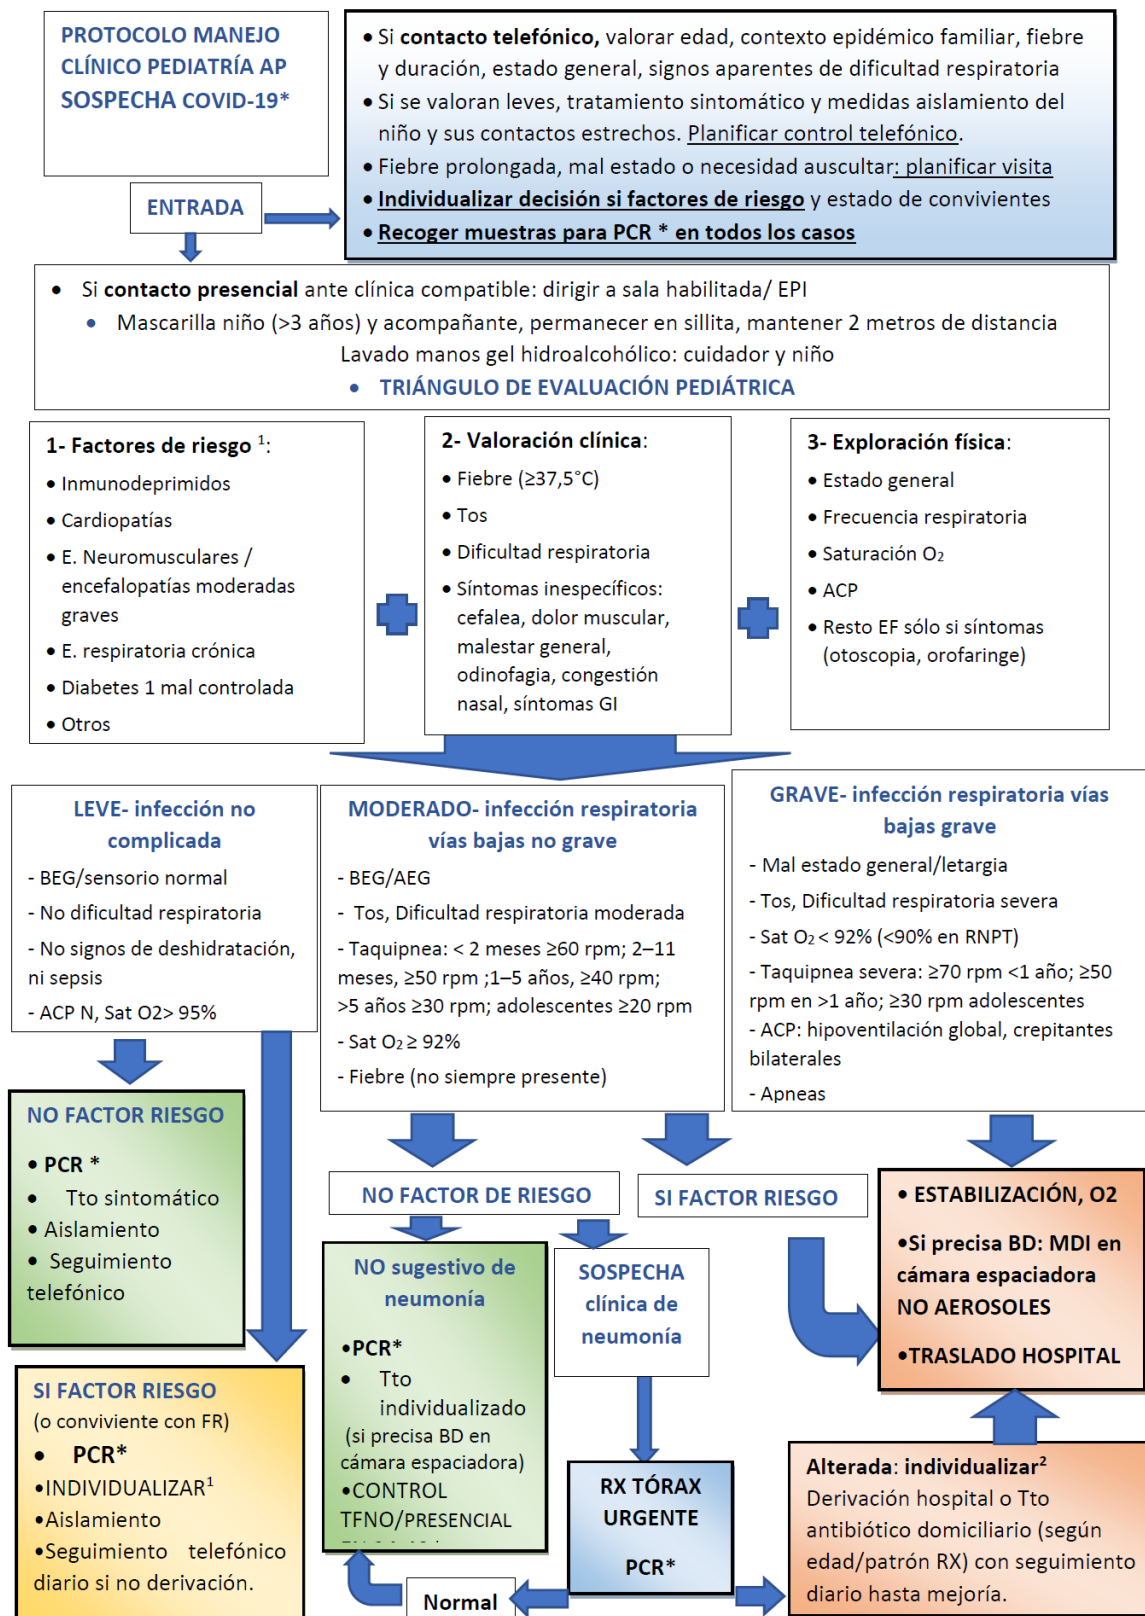 PROTOCOLO MANEJO
CLÍNICO PEDIATRÍA AP
SOSPECHA COVID-19*
ENTRADA
• Si contacto telefónico, valorar edad, contexto epidémico familiar, fiebre
y duración, estado general, signos aparentes de dificultad respiratoria
• Si se valoran leves, tratamiento sintomático y medidas aislamiento del
niño y sus contactos estrechos. Planificar control telefónico.
• Fiebre prolongada, mal estado o necesidad auscultar: planificar visita
• Individualizar decisión si factores de riesgo y estado de convivientes
• Recoger muestras para PCR * en todos los casos
• Si contacto presencial ante clínica compatible: dirigir a sala habilitada/ EPI
• Mascarilla niño (>3 años) y acompañante, permanecer en sillita, mantener 2 metros de distancia
Lavado manos gel hidroalcohólico: cuidador y niño
• TRIÁNGULO DE EVALUACIÓN PEDIÁTRICA
1- Factores de riesgo ¹:
• Inmunodeprimidos
• Cardiopatías
• E. Neuromusculares /
encefalopatías moderadas
graves
• E. respiratoria crónica
• Diabetes 1 mal controlada
• Otros
2- Valoración clínica:
• Fiebre (≥37,5°C)
• Tos
• Dificultad respiratoria
• Síntomas inespecíficos:
cefalea, dolor muscular,
malestar general,
odinofagia, congestión
nasal, síntomas GI
3- Exploración física:
• Estado general
• Frecuencia respiratoria
• Saturación O₂
• ACP
• Resto EF sólo si síntomas
(otoscopia, orofaringe)
LEVE- infección no
complicada
- BEG/sensorio normal
- No dificultad respiratoria
- No signos de deshidratación,
ni sepsis
- ACP N, Sat O2> 95%
MODERADO- infección respiratoria
vías bajas no grave
- BEG/AEG
- Tos, Dificultad respiratoria moderada
- Taquipnea: < 2 meses ≥60 rpm; 2–11
meses, ≥50 rpm ;1–5 años, ≥40 rpm;
>5 años ≥30 rpm; adolescentes ≥20 rpm
- Sat O₂ ≥ 92%
- Fiebre (no siempre presente)
GRAVE- infección respiratoria vías
bajas grave
- Mal estado general/letargia
- Tos, Dificultad respiratoria severa
- Sat O₂ < 92% (<90% en RNPT)
- Taquipnea severa: ≥70 rpm <1 año; ≥50
rpm en >1 año; ≥30 rpm adolescentes
- ACP: hipoventilación global, crepitantes
bilaterales
- Apneas
NO FACTOR RIESGO
• PCR *
• Tto sintomático
• Aislamiento
• Seguimiento
telefónico
SI FACTOR RIESGO
(o conviviente con FR)
• PCR*
•INDIVIDUALIZAR¹
•Aislamiento
•Seguimiento telefónico
diario si no derivación.
NO FACTOR DE RIESGO
SI FACTOR RIESGO
NO sugestivo de
neumonía
•PCR*
• Tto
individualizado
(si precisa BD en
cámara espaciadora)
•CONTROL
TFNO/PRESENCIAL
SOSPECHA
clínica de
neumonía
RX TÓRAX
URGENTE
PCR*
Normal
• ESTABILIZACIÓN, O2
•Si precisa BD: MDI en
cámara espaciadora
NO AEROSOLES
•TRASLADO HOSPITAL
Alterada: individualizar²
Derivación hospital o Tto
antibiótico domiciliario (según
edad/patrón RX) con seguimiento
diario hasta mejoría.